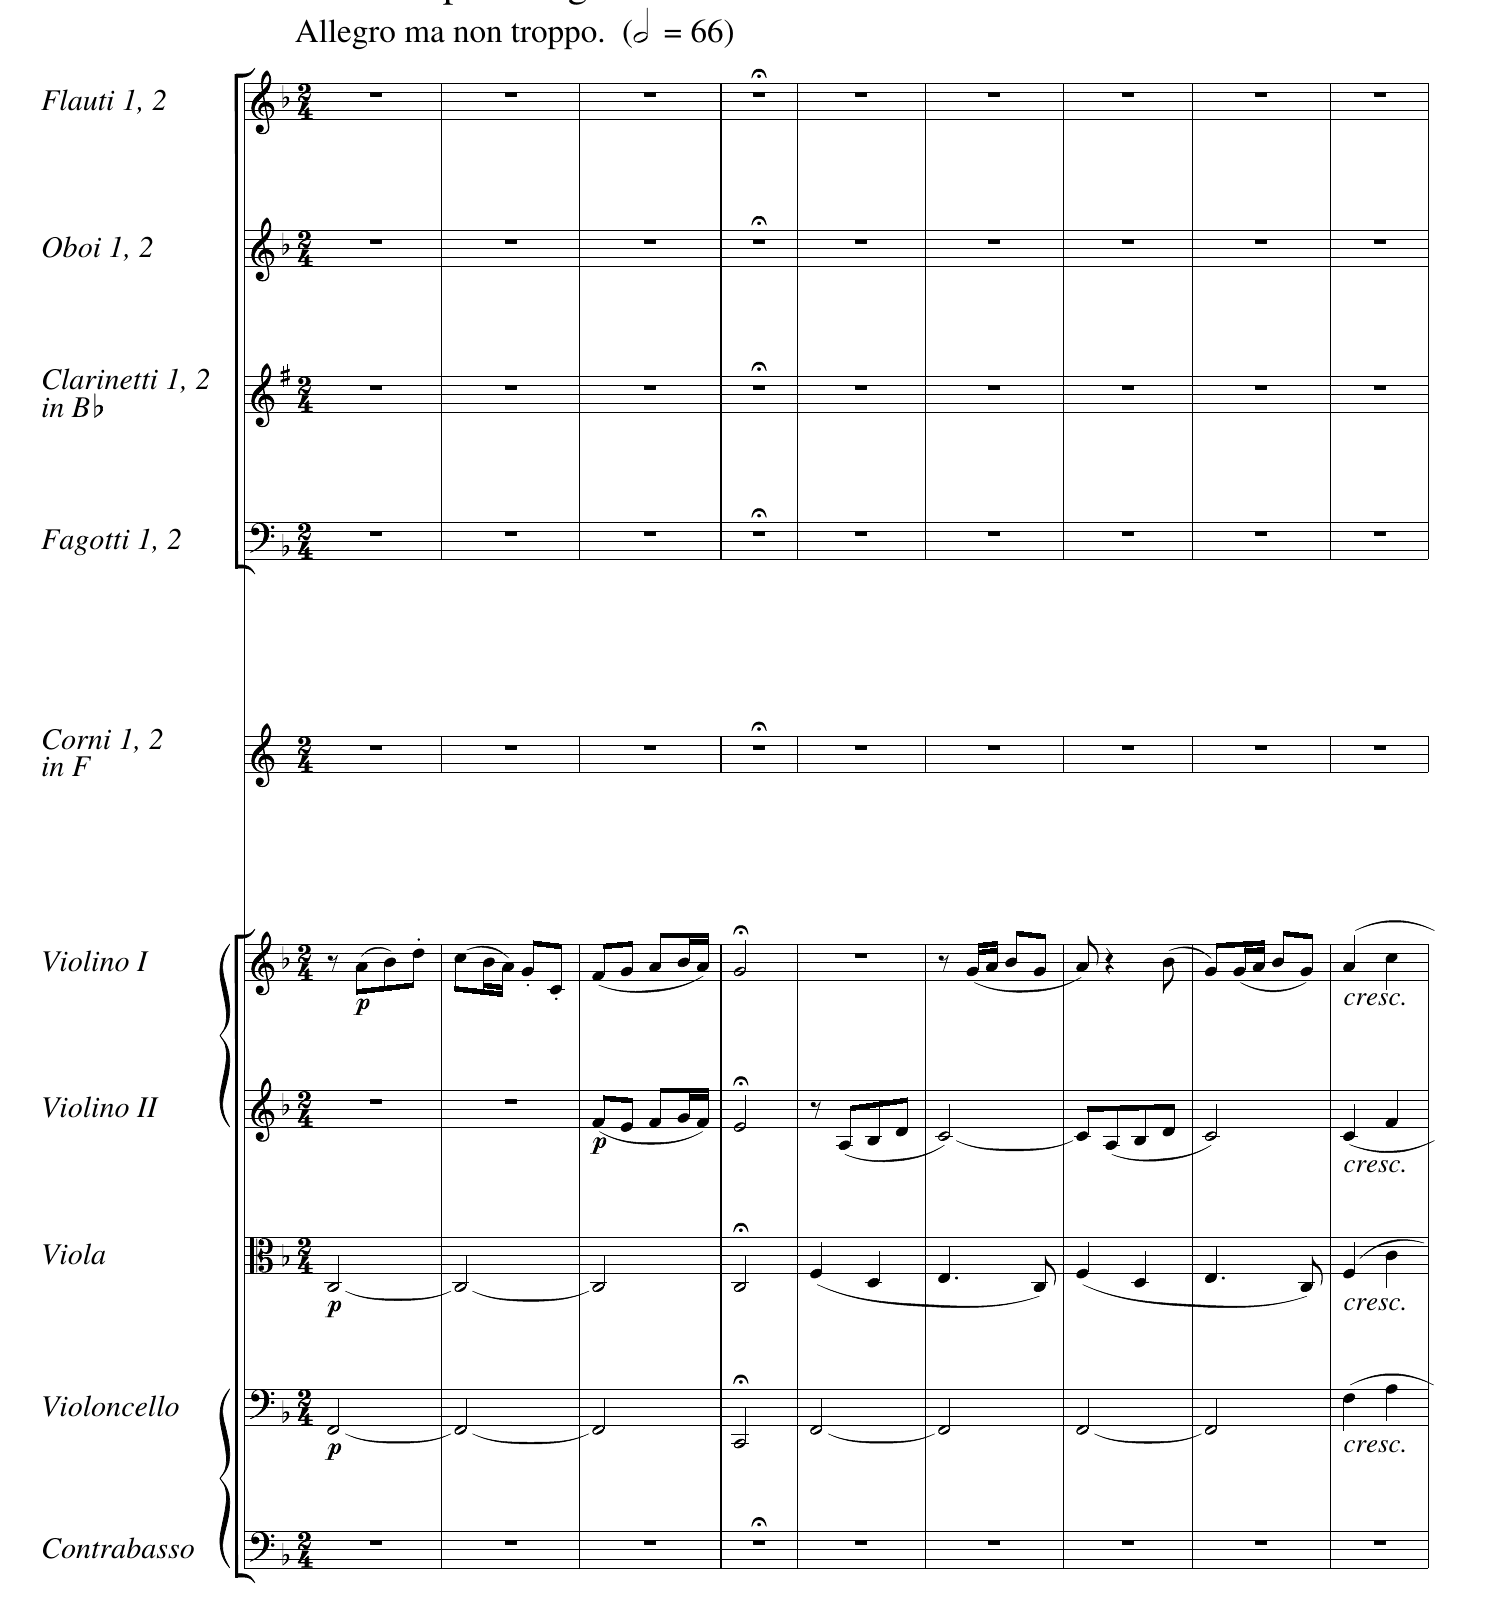 Allegro ma non troppo. (𝅗𝅥 = 66)
Flauti 1, 2
Oboi 1, 2
Clarinetti 1, 2
in B♭
Fagotti 1, 2
Corni 1, 2
in F
Violino I
p
cresc.
Violino II
p
cresc.
Viola
p
cresc.
Violoncello
p
cresc.
Contrabasso